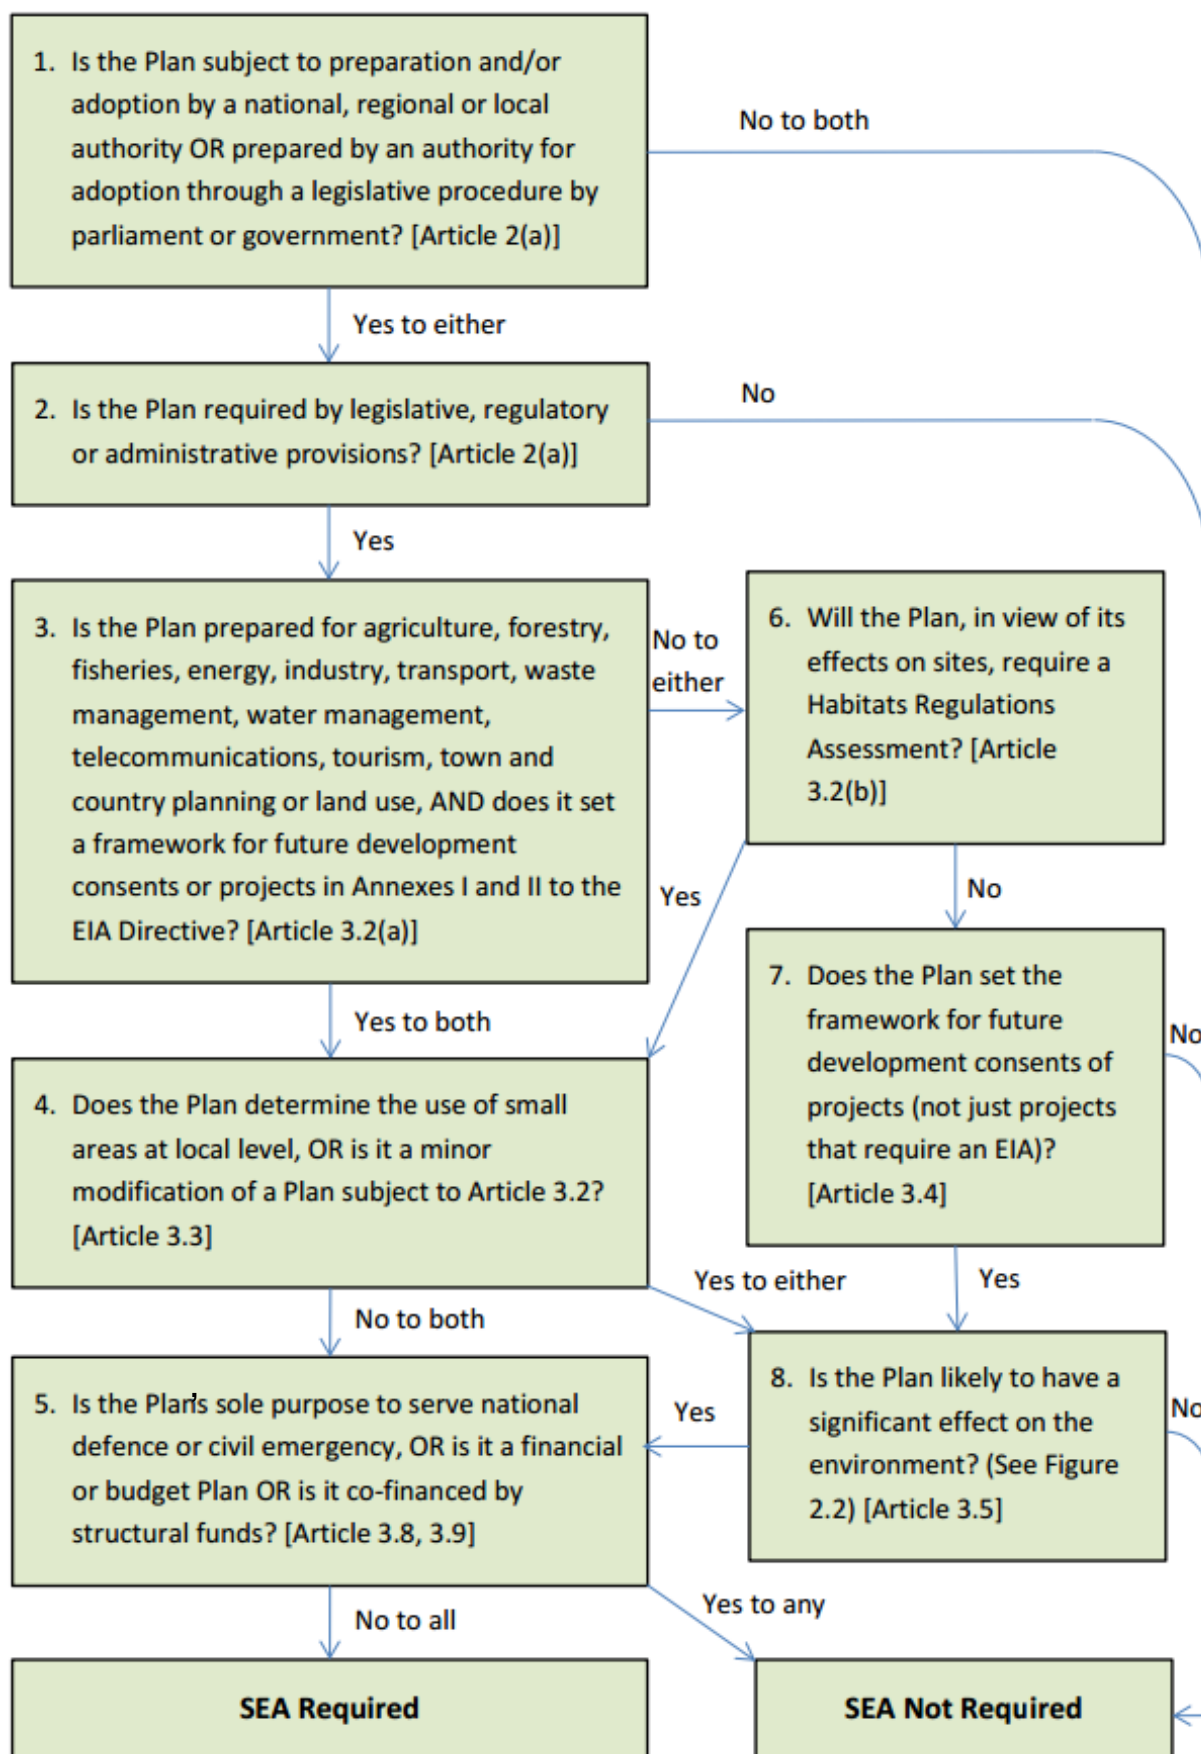 1. Is the Plan subject to preparation and/or
adoption by a national, regional or local
authority OR prepared by an authority for
adoption through a legislative procedure by
parliament or government? [Article 2(a)]
No to both
Yes to either
2. Is the Plan required by legislative, regulatory
or administrative provisions? [Article 2(a)]
No
Yes
3. Is the Plan prepared for agriculture, forestry,
fisheries, energy, industry, transport, waste
management, water management,
telecommunications, tourism, town and
country planning or land use, AND does it set
a framework for future development
consents or projects in Annexes I and II to the
EIA Directive? [Article 3.2(a)]
No to
either
6. Will the Plan, in view of its
effects on sites, require a
Habitats Regulations
Assessment? [Article
3.2(b)]
Yes
No
Yes to both
7. Does the Plan set the
framework for future
development consents of
projects (not just projects
that require an EIA)?
[Article 3.4]
No
4. Does the Plan determine the use of small
areas at local level, OR is it a minor
modification of a Plan subject to Article 3.2?
[Article 3.3]
Yes to either
Yes
No to both
5. Is the Plan's sole purpose to serve national
defence or civil emergency, OR is it a financial
or budget Plan OR is it co-financed by
structural funds? [Article 3.8, 3.9]
Yes
8. Is the Plan likely to have a
significant effect on the
environment? (See Figure
2.2) [Article 3.5]
No
No to all
Yes to any
SEA Required
SEA Not Required